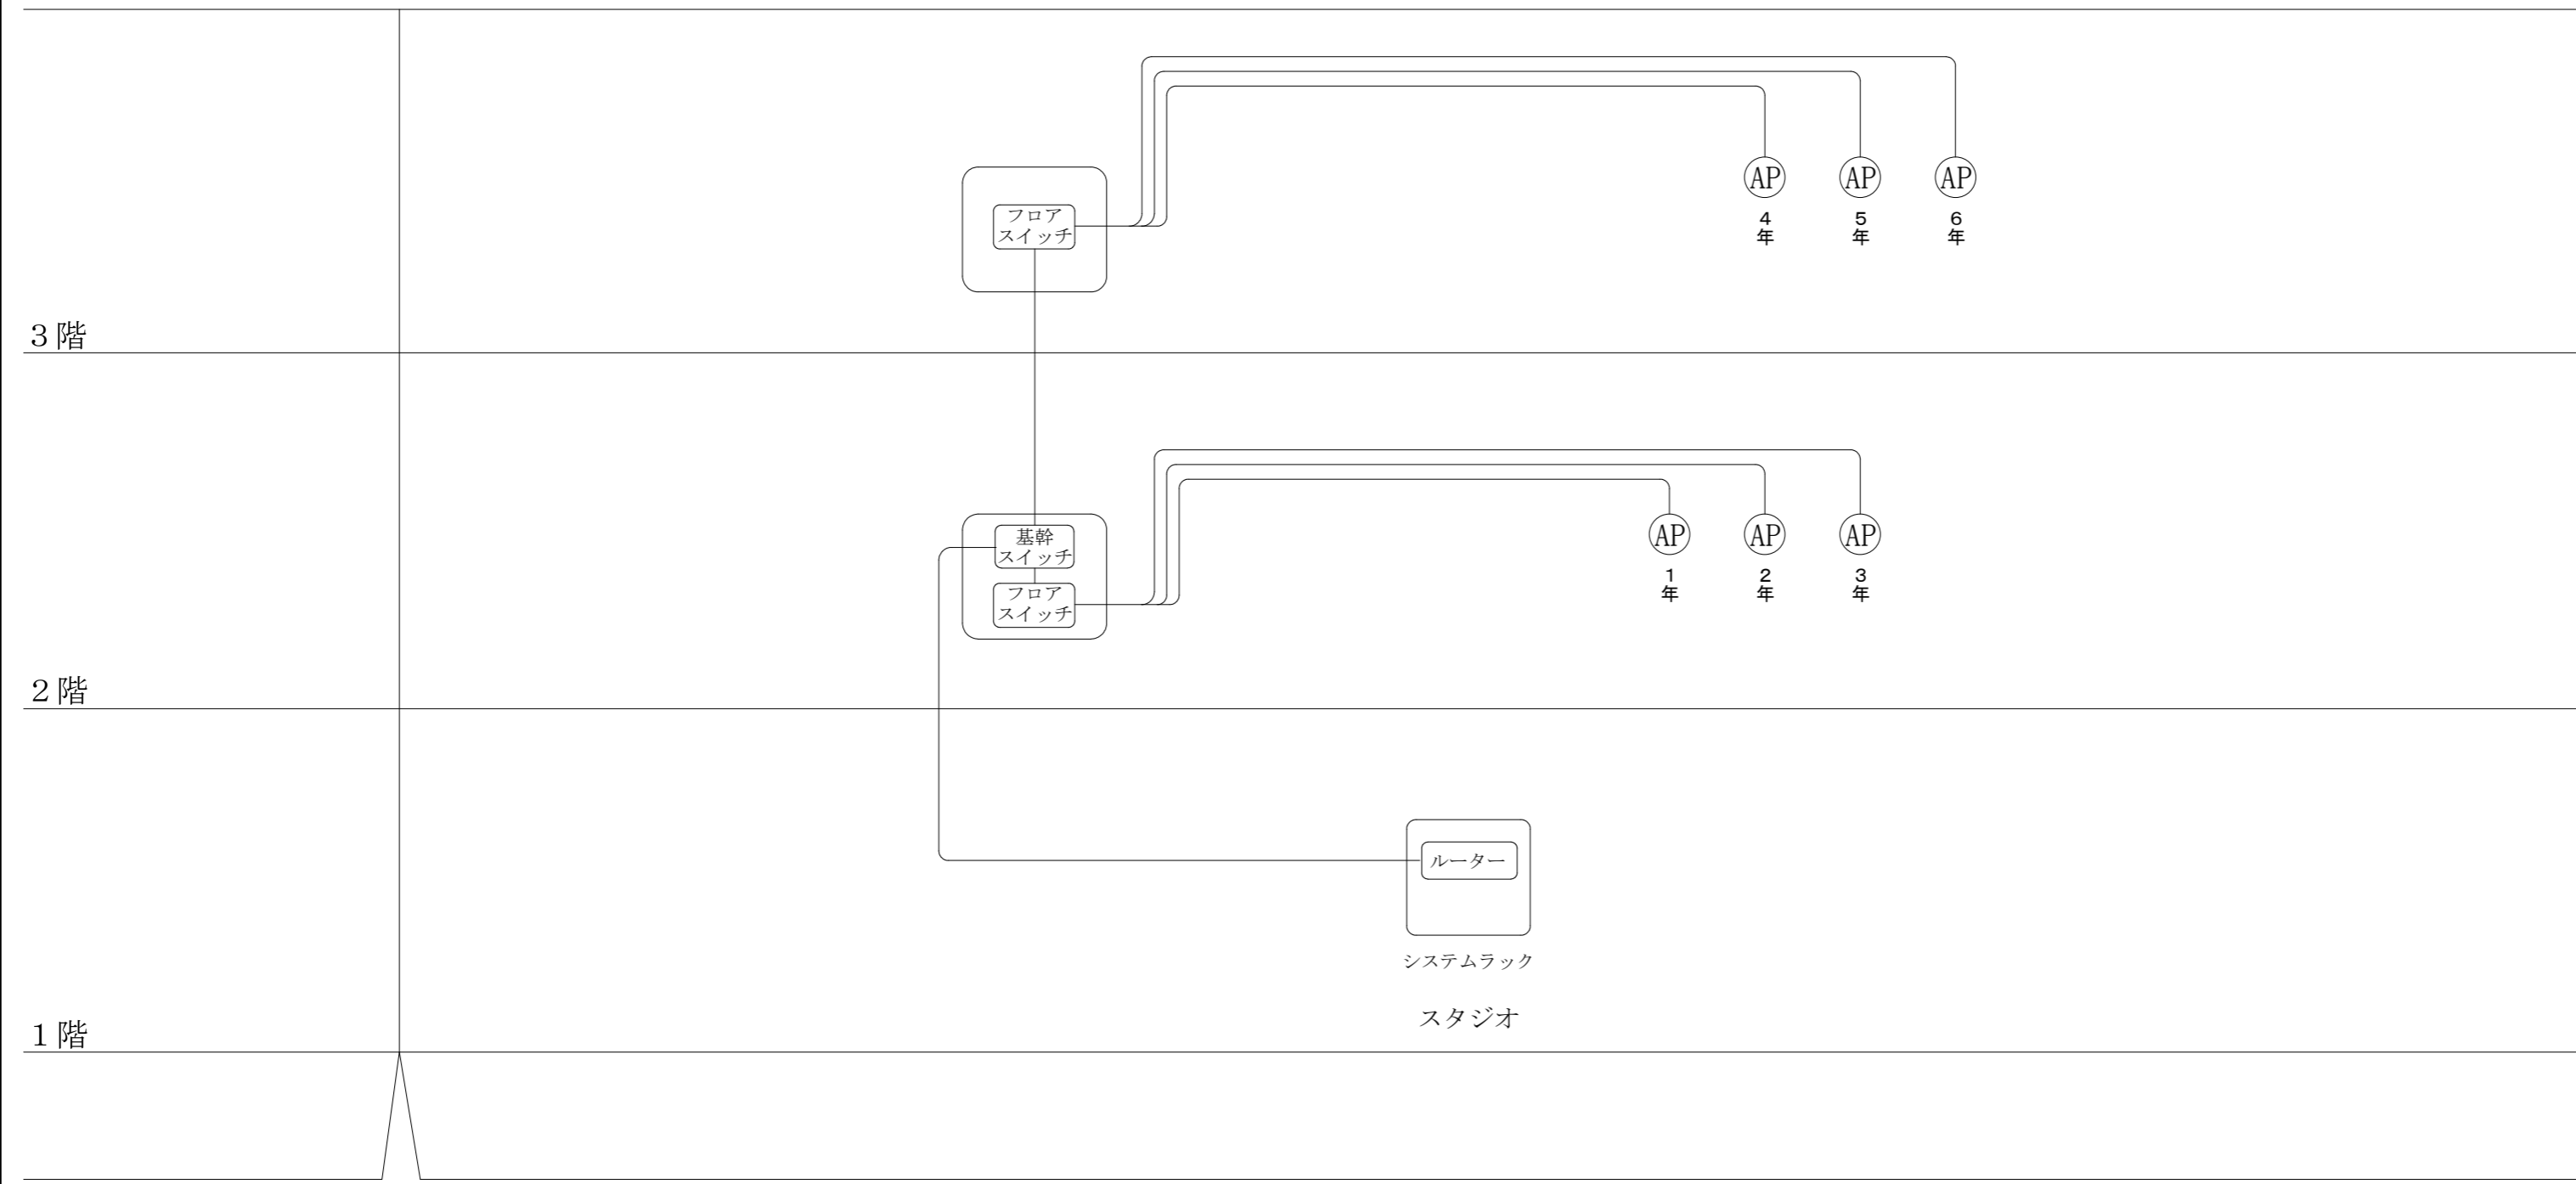 フロア
スイッチ
AP
AP
AP
4年
5年
6年
３階
基幹
スイッチ
フロア
スイッチ
AP
AP
AP
1年
2年
3年
２階
ルーター
システムラック
スタジオ
１階